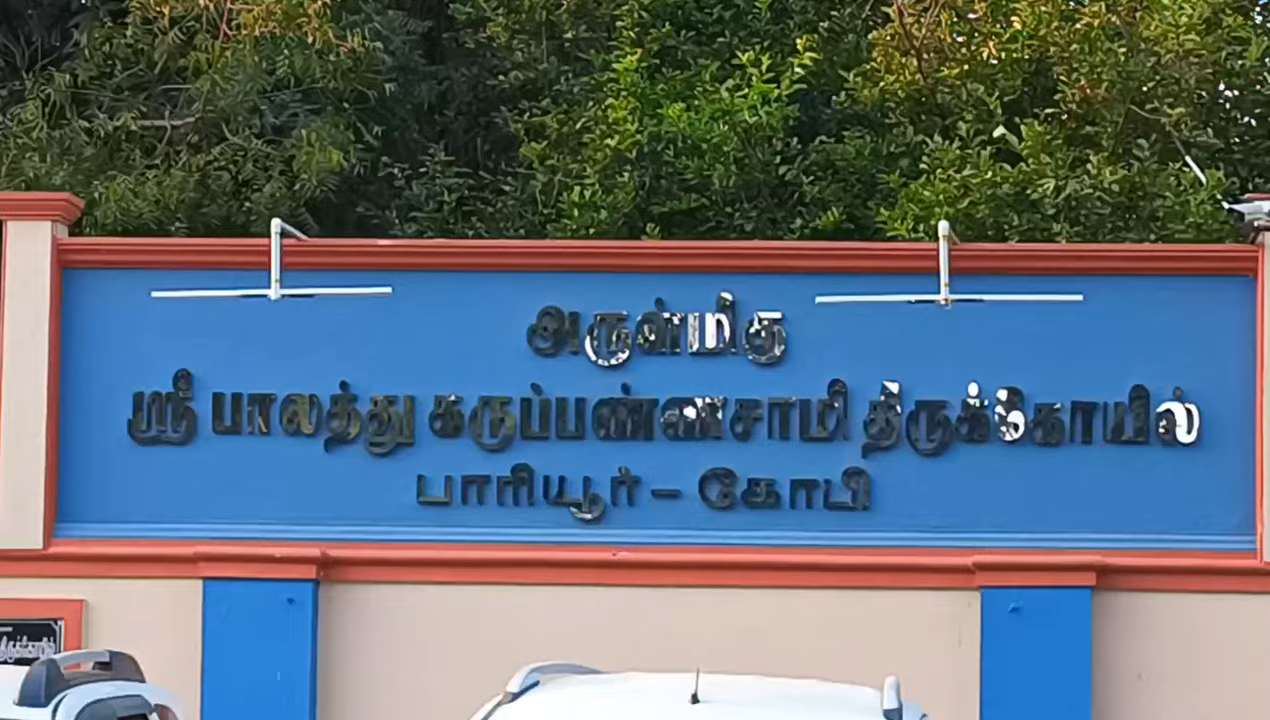 அருள்மிகு
ஸ்ரீ பாலத்து கருப்பண்ணசாமி திருக்கோயில்
பாரியூர் – கோபி
திருக்கோயில்